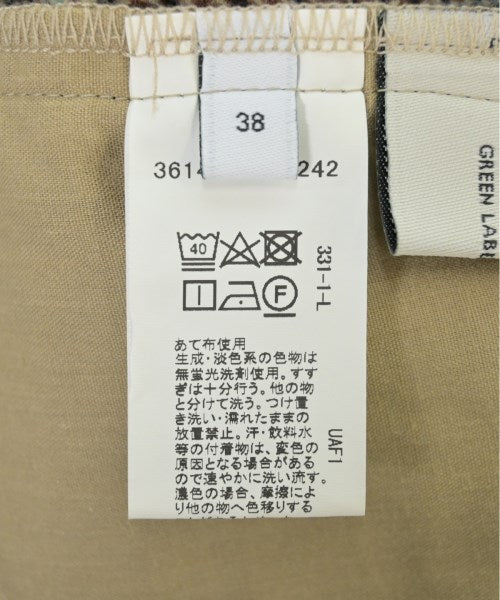 38
3614
242
40
331-1-L
F
あて布使用
生成・淡色系の色物は
無蛍光洗剤使用。すす
ぎは十分行う。他の物
と分けて洗う。つけ置
き洗い・濡れたままの
放置禁止。汗・飲料水
等の付着物は、変色の
原因となる場合がある
ので速やかに洗い流す。
濃色の場合、摩擦によ
り他の物へ色移りする
UAF1
GREEN LABE